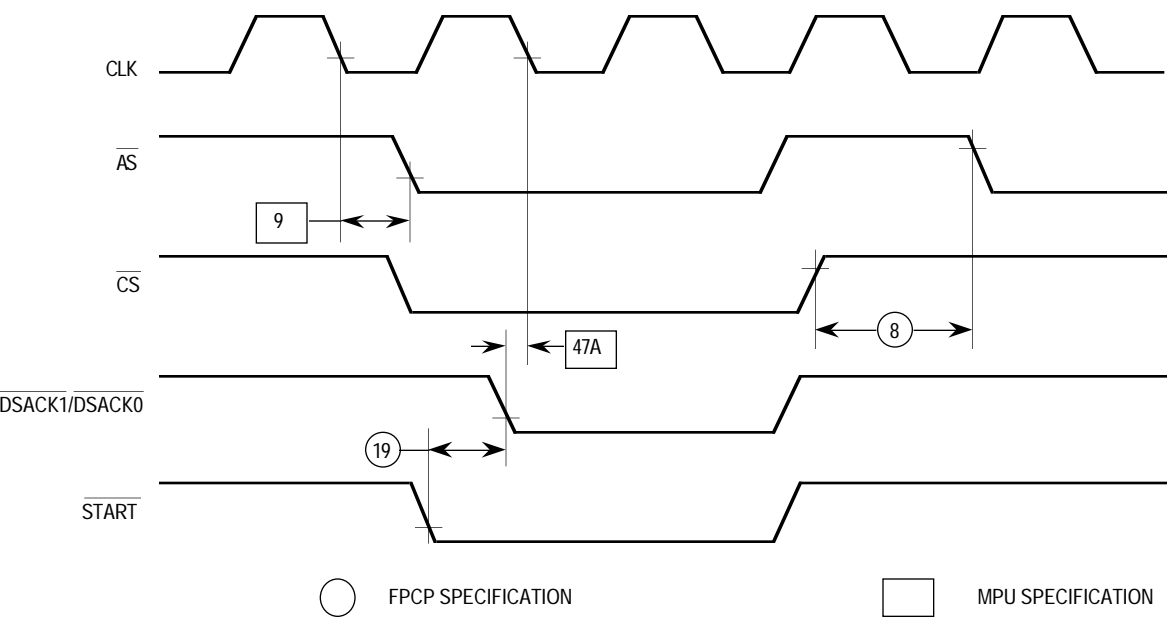 CLK
AS
9
CS
8
47A
DSACK1/DSACK0
19
START
FPCP SPECIFICATION
MPU SPECIFICATION